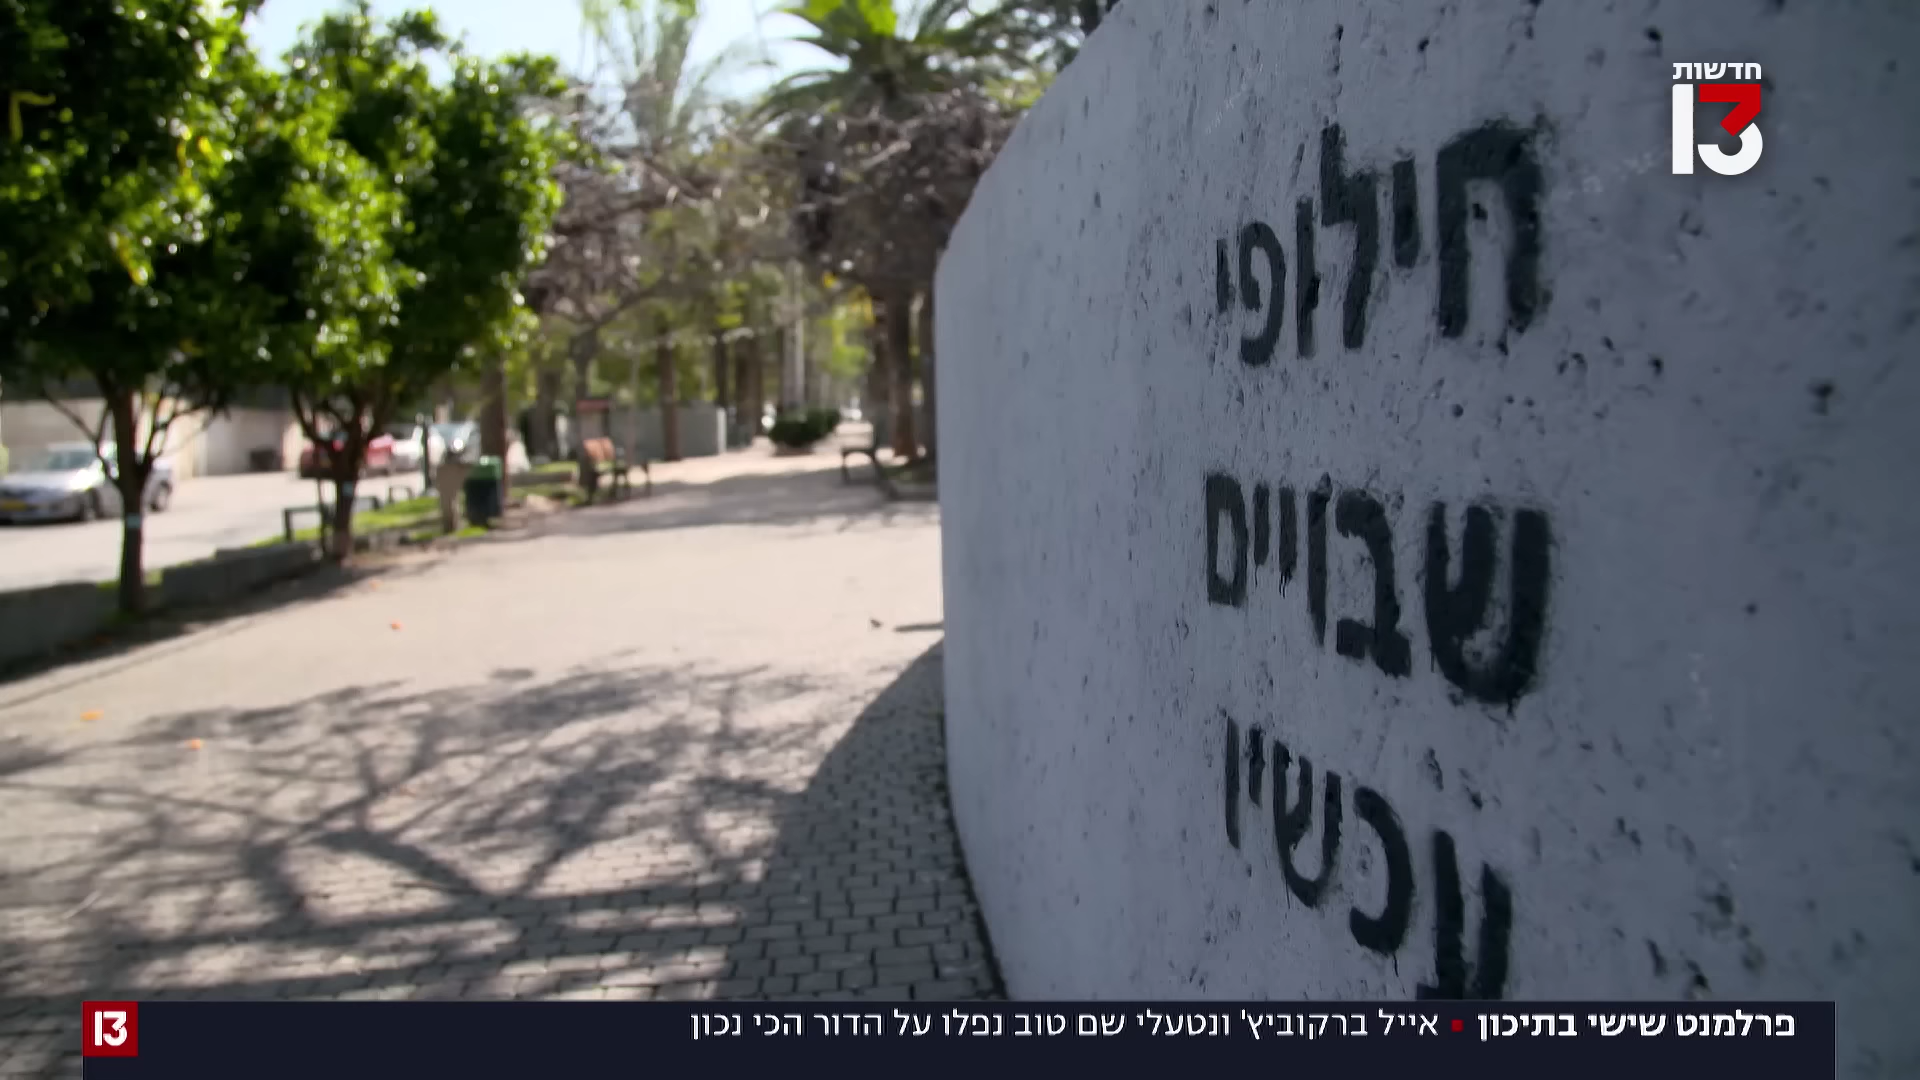 חדשות
13
חילופי
שבויים
עכשיו
13
פרלמנט שישי בתיכון ▪ אייל ברקוביץ' ונטעלי שם טוב נפלו על הדור הכי נכון